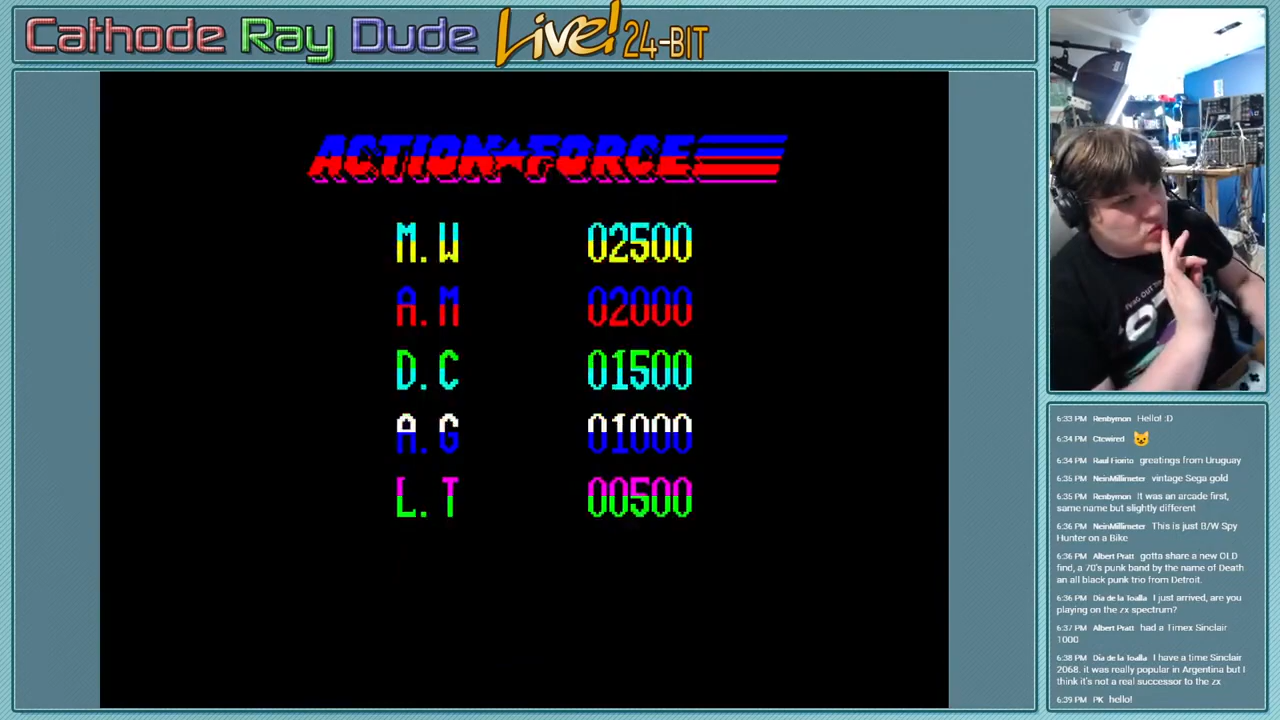 Cathode Ray Dude Live! 24-BIT
ACTION★FORCE
M.W 02500
A.M 02000
D.C 01500
A.G 01000
L.T 00500
6:33 PM Renbymon Hello! :D
6:34 PM Ctcwired
6:34 PM Raul Fiorito greatings from Uruguay
6:35 PM NeinMillimeter vintage Sega gold
6:35 PM Renbymon It was an arcade first,
same name but slightly different
6:36 PM NeinMillimeter This is just B/W Spy
Hunter on a Bike
6:36 PM Albert Pratt gotta share a new OLD
find, a 70's punk band by the name of Death
an all black punk trio from Detroit.
6:36 PM Dia de la Toalla I just arrived, are you
playing on the zx spectrum?
6:37 PM Albert Pratt had a Timex Sinclair
1000
6:38 PM Dia de la Toalla I have a time Sinclair
2068. it was really popular in Argentina but I
think it's not a real successor to the zx
6:39 PM PK hello!